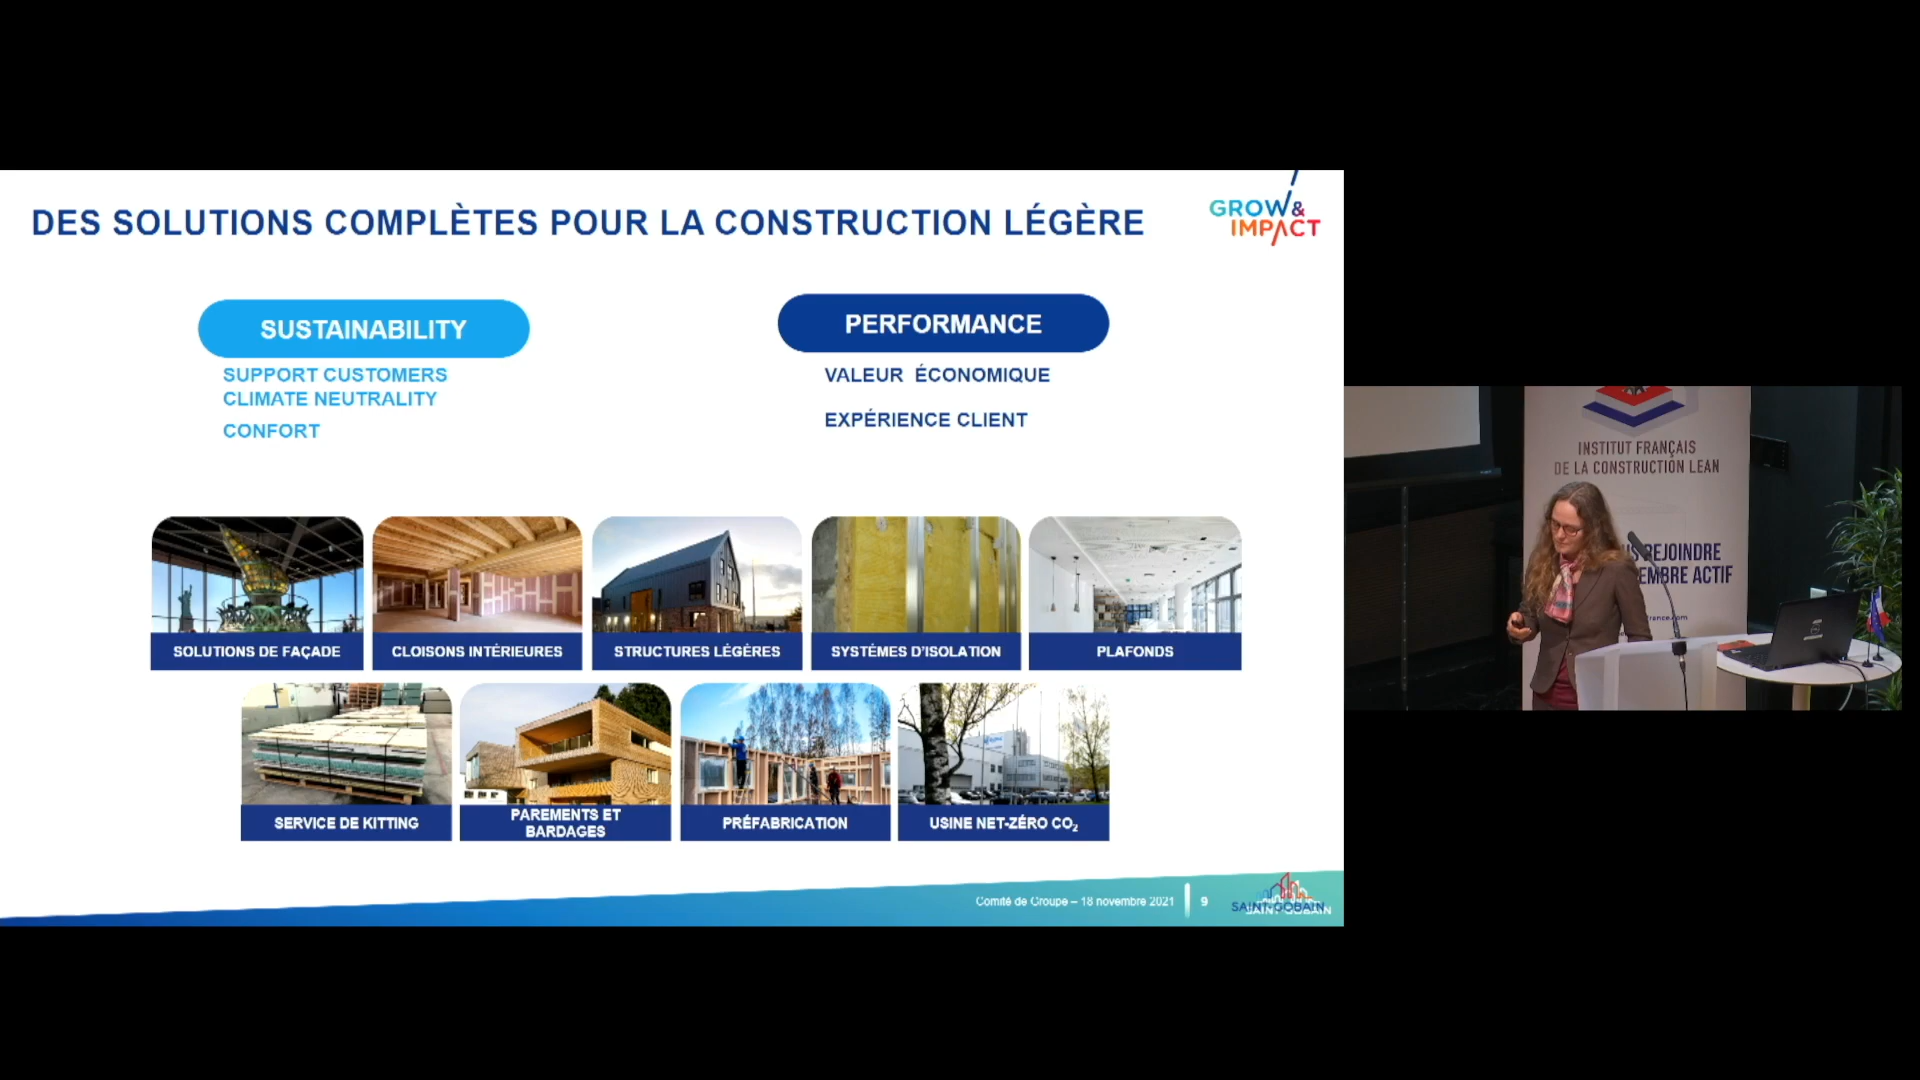 DES SOLUTIONS COMPLÈTES POUR LA CONSTRUCTION LÉGÈRE
GROW&
IMPACT
SUSTAINABILITY
SUPPORT CUSTOMERS
CLIMATE NEUTRALITY
CONFORT
PERFORMANCE
VALEUR ÉCONOMIQUE
EXPÉRIENCE CLIENT
SOLUTIONS DE FAÇADE
CLOISONS INTÉRIEURES
STRUCTURES LÉGÈRES
SYSTÉMES D'ISOLATION
PLAFONDS
SERVICE DE KITTING
PAREMENTS ET
BARDAGES
PRÉFABRICATION
USINE NET-ZÉRO CO₂
Comité de Groupe – 18 novembre 2021
9
SAINT-GOBAIN
SAINT-GOBAIN
INSTITUT FRANÇAIS
DE LA CONSTRUCTION LEAN
REJOINDRE
EMBRE ACTIF